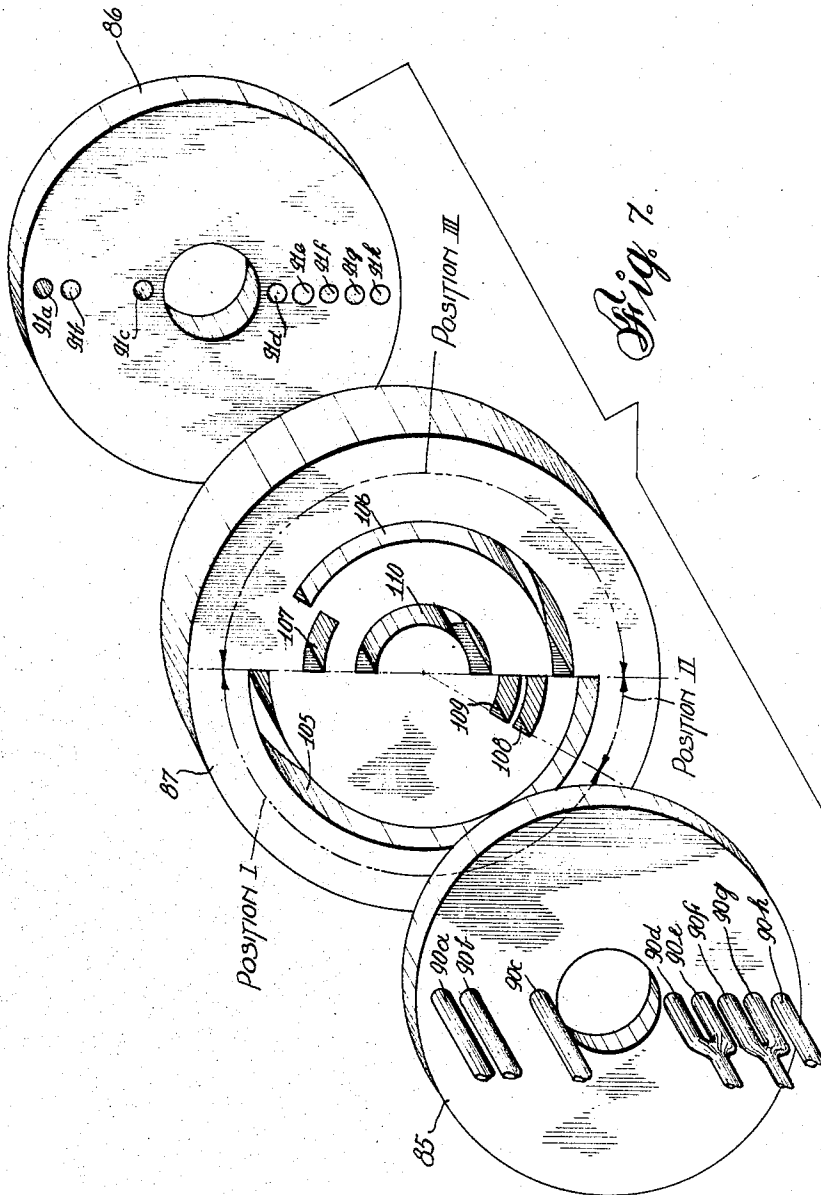 86
91a
91b
91c
91d
91e
91f
91g
91h
POSITION III
Fig. 7.
87
107
106
110
105
109
108
POSITION I
POSITION II
85
90a
90b
90c
90d
90e
90f
90g
90h